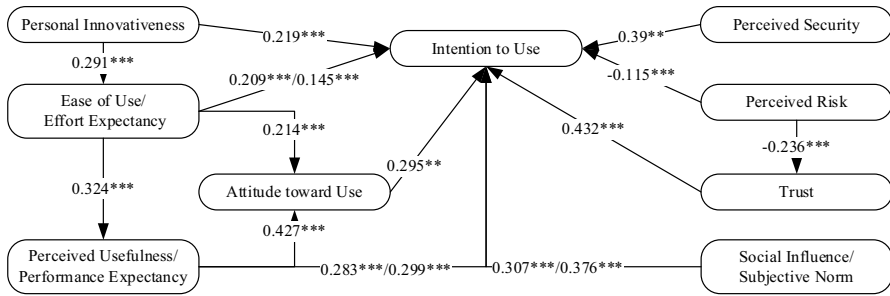 Personal Innovativeness
0.219***
Intention to Use
0.39**
Perceived Security
0.291***
0.209***/0.145***
-0.115***
Ease of Use/
Effort Expectancy
Perceived Risk
0.214***
0.432***
-0.236***
0.324***
0.295**
Attitude toward Use
Trust
0.427***
Perceived Usefulness/
Performance Expectancy
0.283***/0.299***
0.307***/0.376***
Social Influence/
Subjective Norm